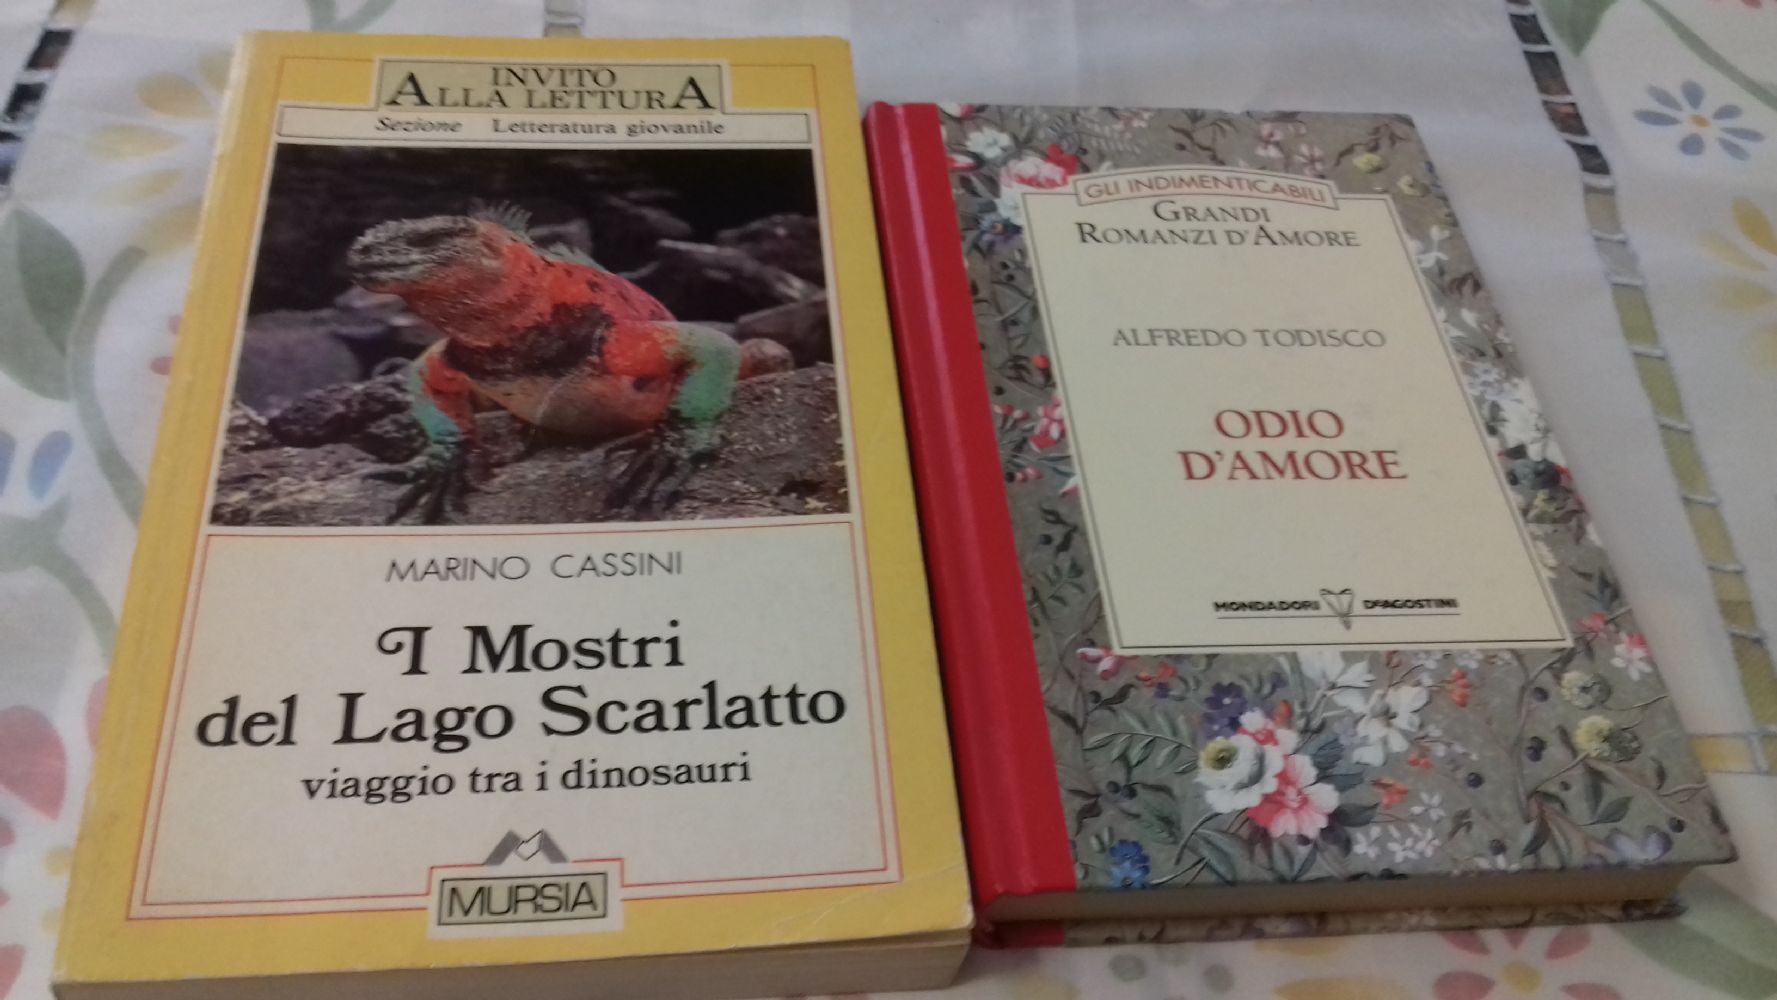 INVITO
ALLA LETTURA
Sezione Letteratura giovanile
MARINO CASSINI
I Mostri
del Lago Scarlatto
viaggio tra i dinosauri
MURSIA
GLI INDIMENTICABILI
GRANDI
ROMANZI D'AMORE
ALFREDO TODISCO
ODIO
D'AMORE
MONDADORI DeAGOSTINI